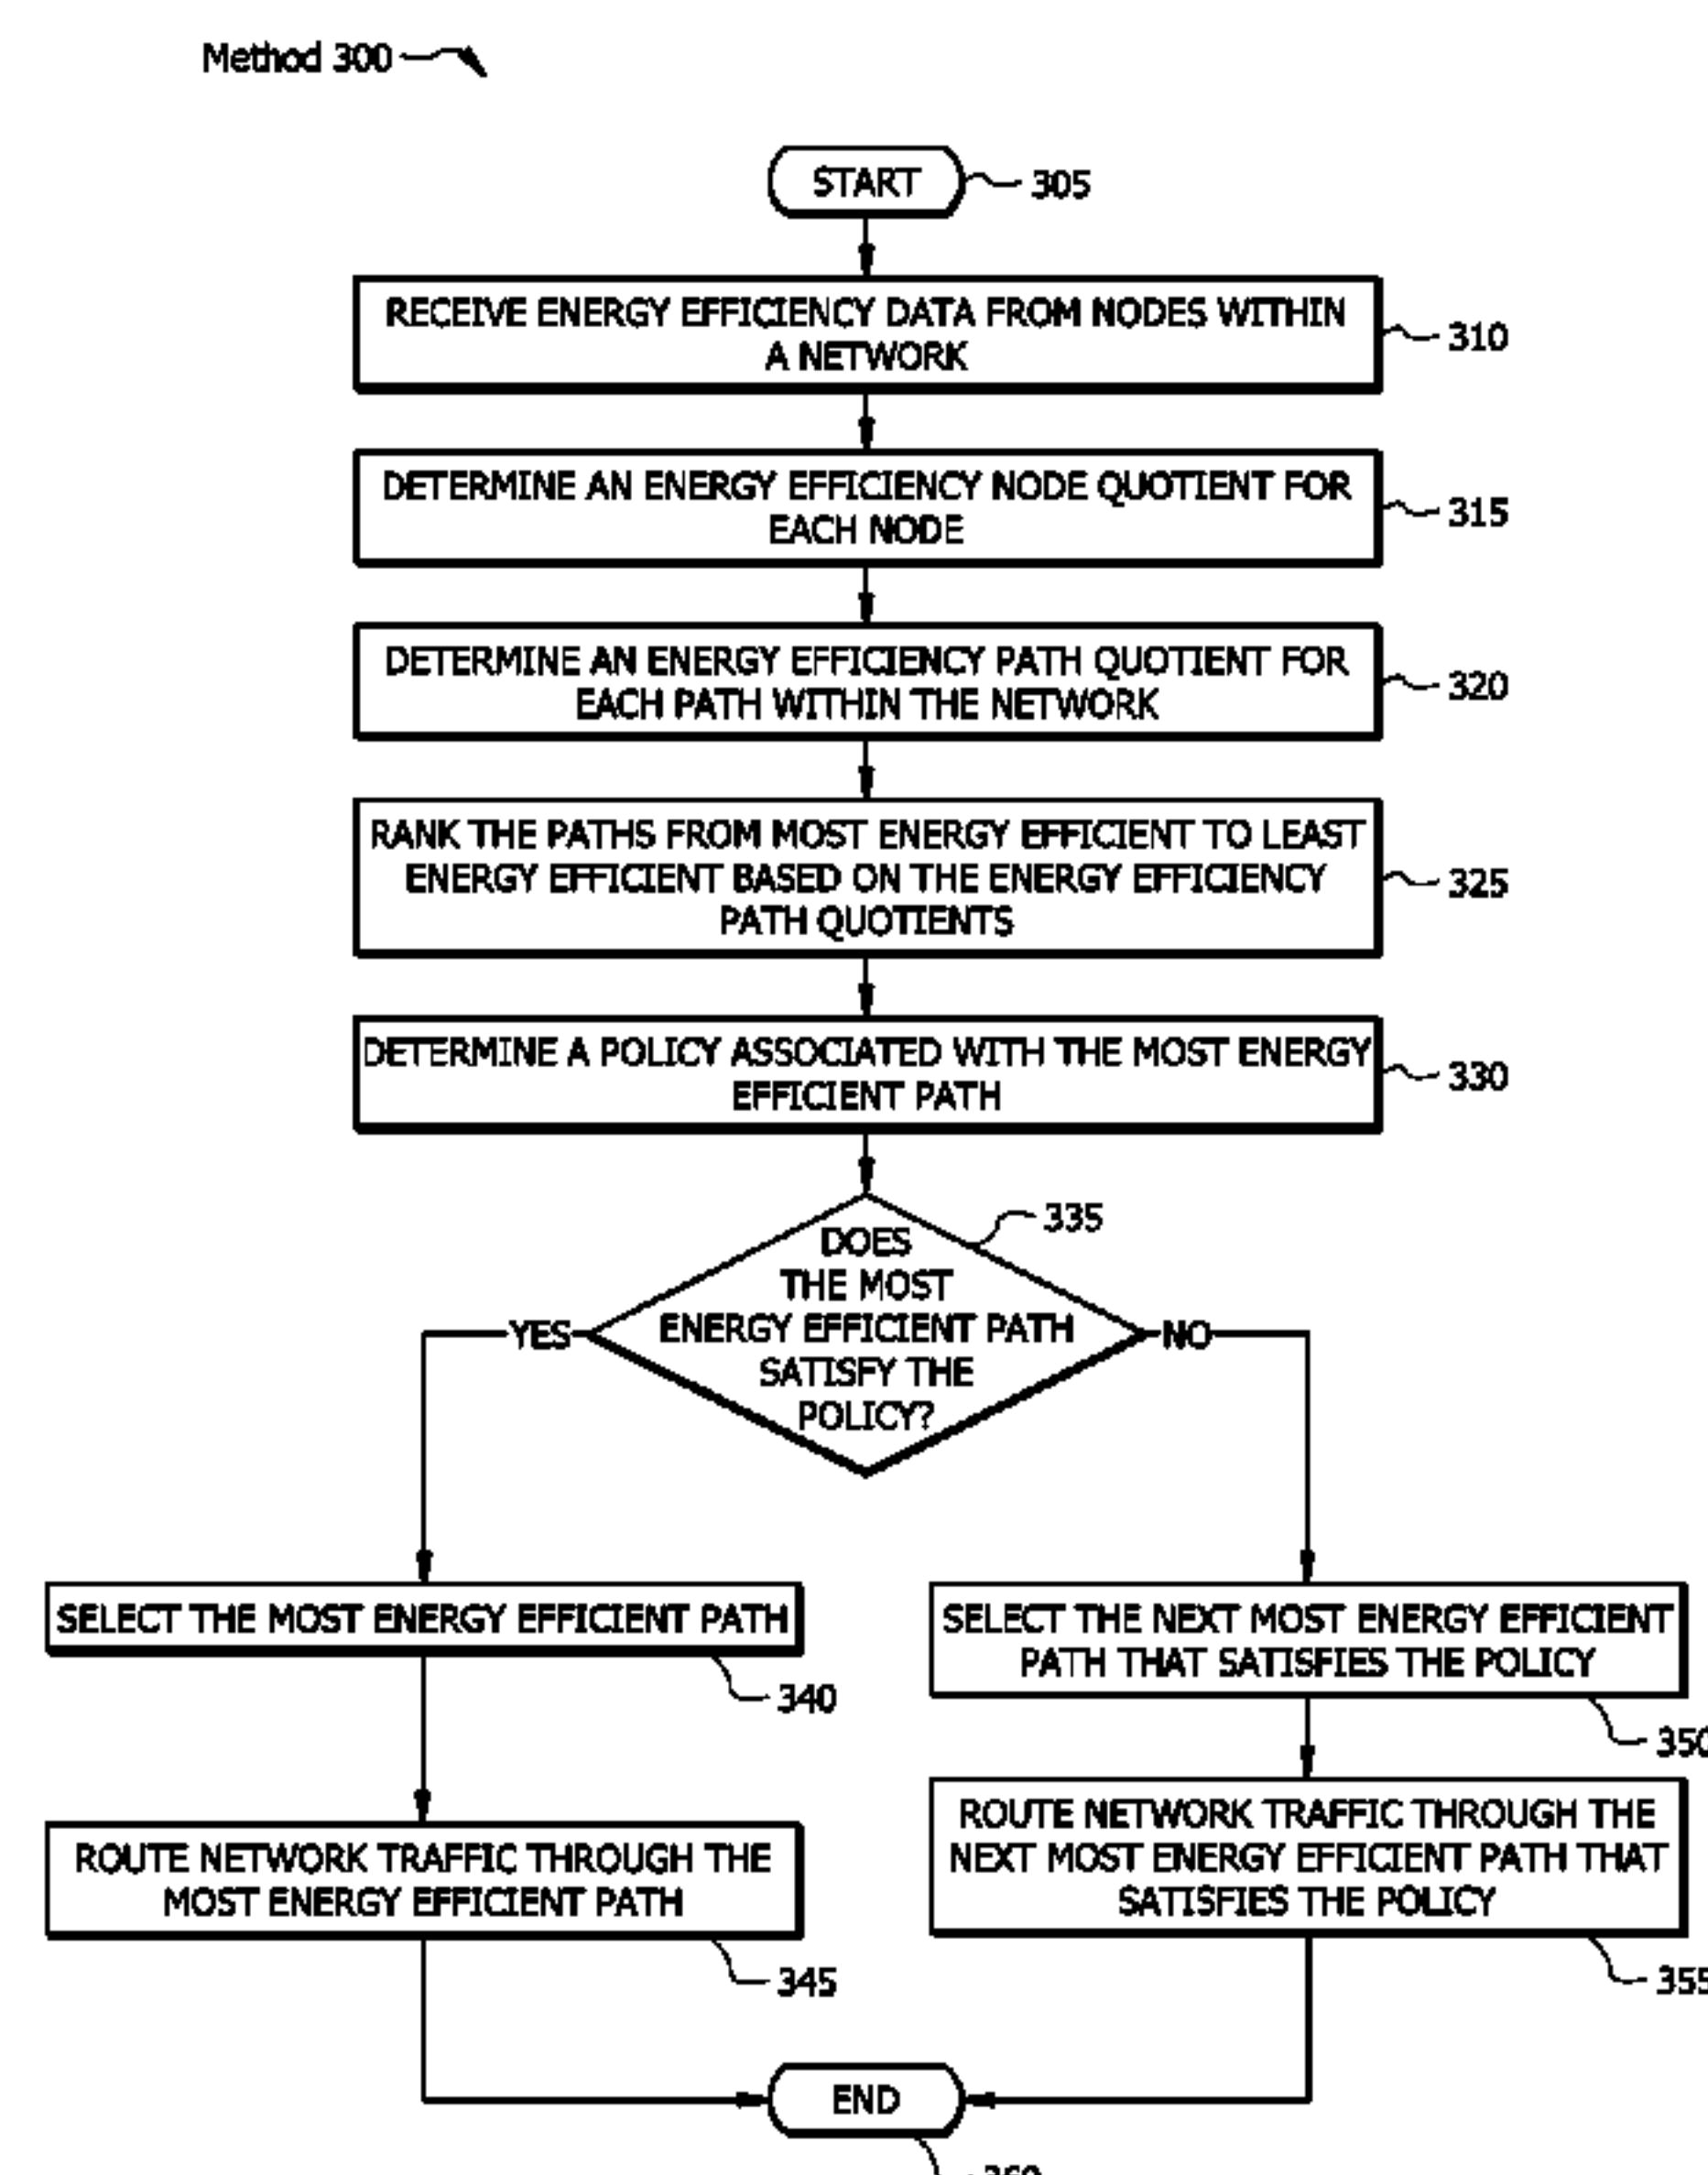 Method 300
START
305
RECEIVE ENERGY EFFICIENCY DATA FROM NODES WITHIN
A NETWORK
310
DETERMINE AN ENERGY EFFICIENCY NODE QUOTIENT FOR
EACH NODE
315
DETERMINE AN ENERGY EFFICIENCY PATH QUOTIENT FOR
EACH PATH WITHIN THE NETWORK
320
RANK THE PATHS FROM MOST ENERGY EFFICIENT TO LEAST
ENERGY EFFICIENT BASED ON THE ENERGY EFFICIENCY
PATH QUOTIENTS
325
DETERMINE A POLICY ASSOCIATED WITH THE MOST ENERGY
EFFICIENT PATH
330
335
DOES
THE MOST
ENERGY EFFICIENT PATH
SATISFY THE
POLICY?
YES
NO
SELECT THE MOST ENERGY EFFICIENT PATH
340
SELECT THE NEXT MOST ENERGY EFFICIENT
PATH THAT SATISFIES THE POLICY
350
ROUTE NETWORK TRAFFIC THROUGH THE
MOST ENERGY EFFICIENT PATH
345
ROUTE NETWORK TRAFFIC THROUGH THE
NEXT MOST ENERGY EFFICIENT PATH THAT
SATISFIES THE POLICY
355
END